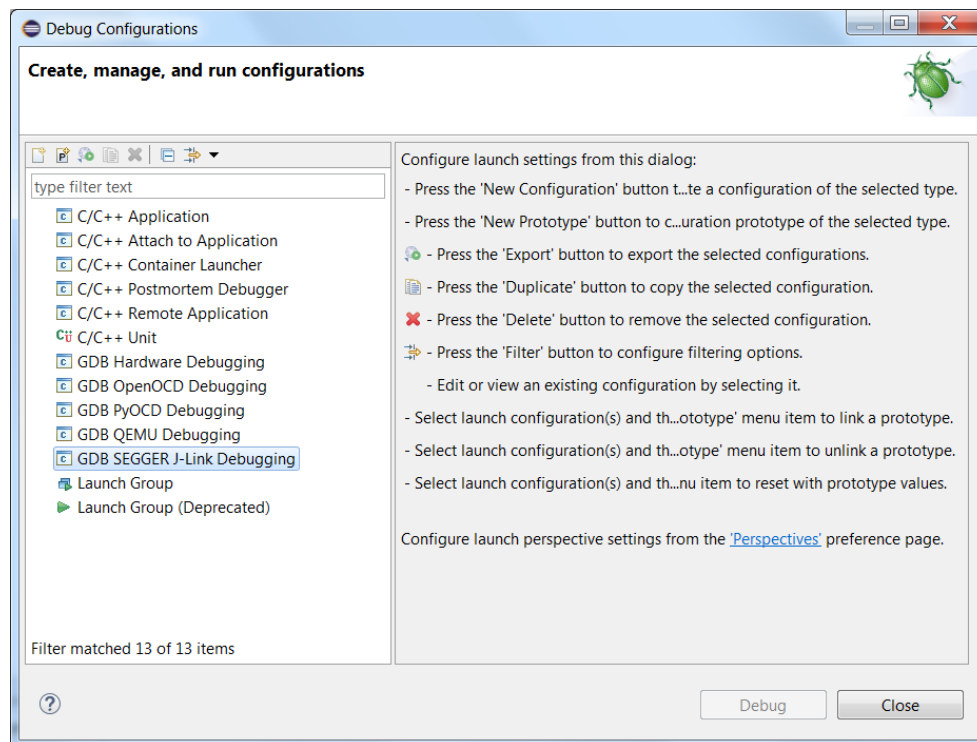 Debug Configurations
Create, manage, and run configurations
type filter text
C/C++ Application
C/C++ Attach to Application
C/C++ Container Launcher
C/C++ Postmortem Debugger
C/C++ Remote Application
C/C++ Unit
GDB Hardware Debugging
GDB OpenOCD Debugging
GDB PyOCD Debugging
GDB QEMU Debugging
GDB SEGGER J-Link Debugging
Launch Group
Launch Group (Deprecated)
Filter matched 13 of 13 items
Configure launch settings from this dialog:
- Press the 'New Configuration' button t...te a configuration of the selected type.
- Press the 'New Prototype' button to c...uration prototype of the selected type.
- Press the 'Export' button to export the selected configurations.
- Press the 'Duplicate' button to copy the selected configuration.
- Press the 'Delete' button to remove the selected configuration.
- Press the 'Filter' button to configure filtering options.
- Edit or view an existing configuration by selecting it.
- Select launch configuration(s) and th...ototype' menu item to link a prototype.
- Select launch configuration(s) and th...otype' menu item to unlink a prototype.
- Select launch configuration(s) and th...nu item to reset with prototype values.
Configure launch perspective settings from the 'Perspectives' preference page.
Debug
Close